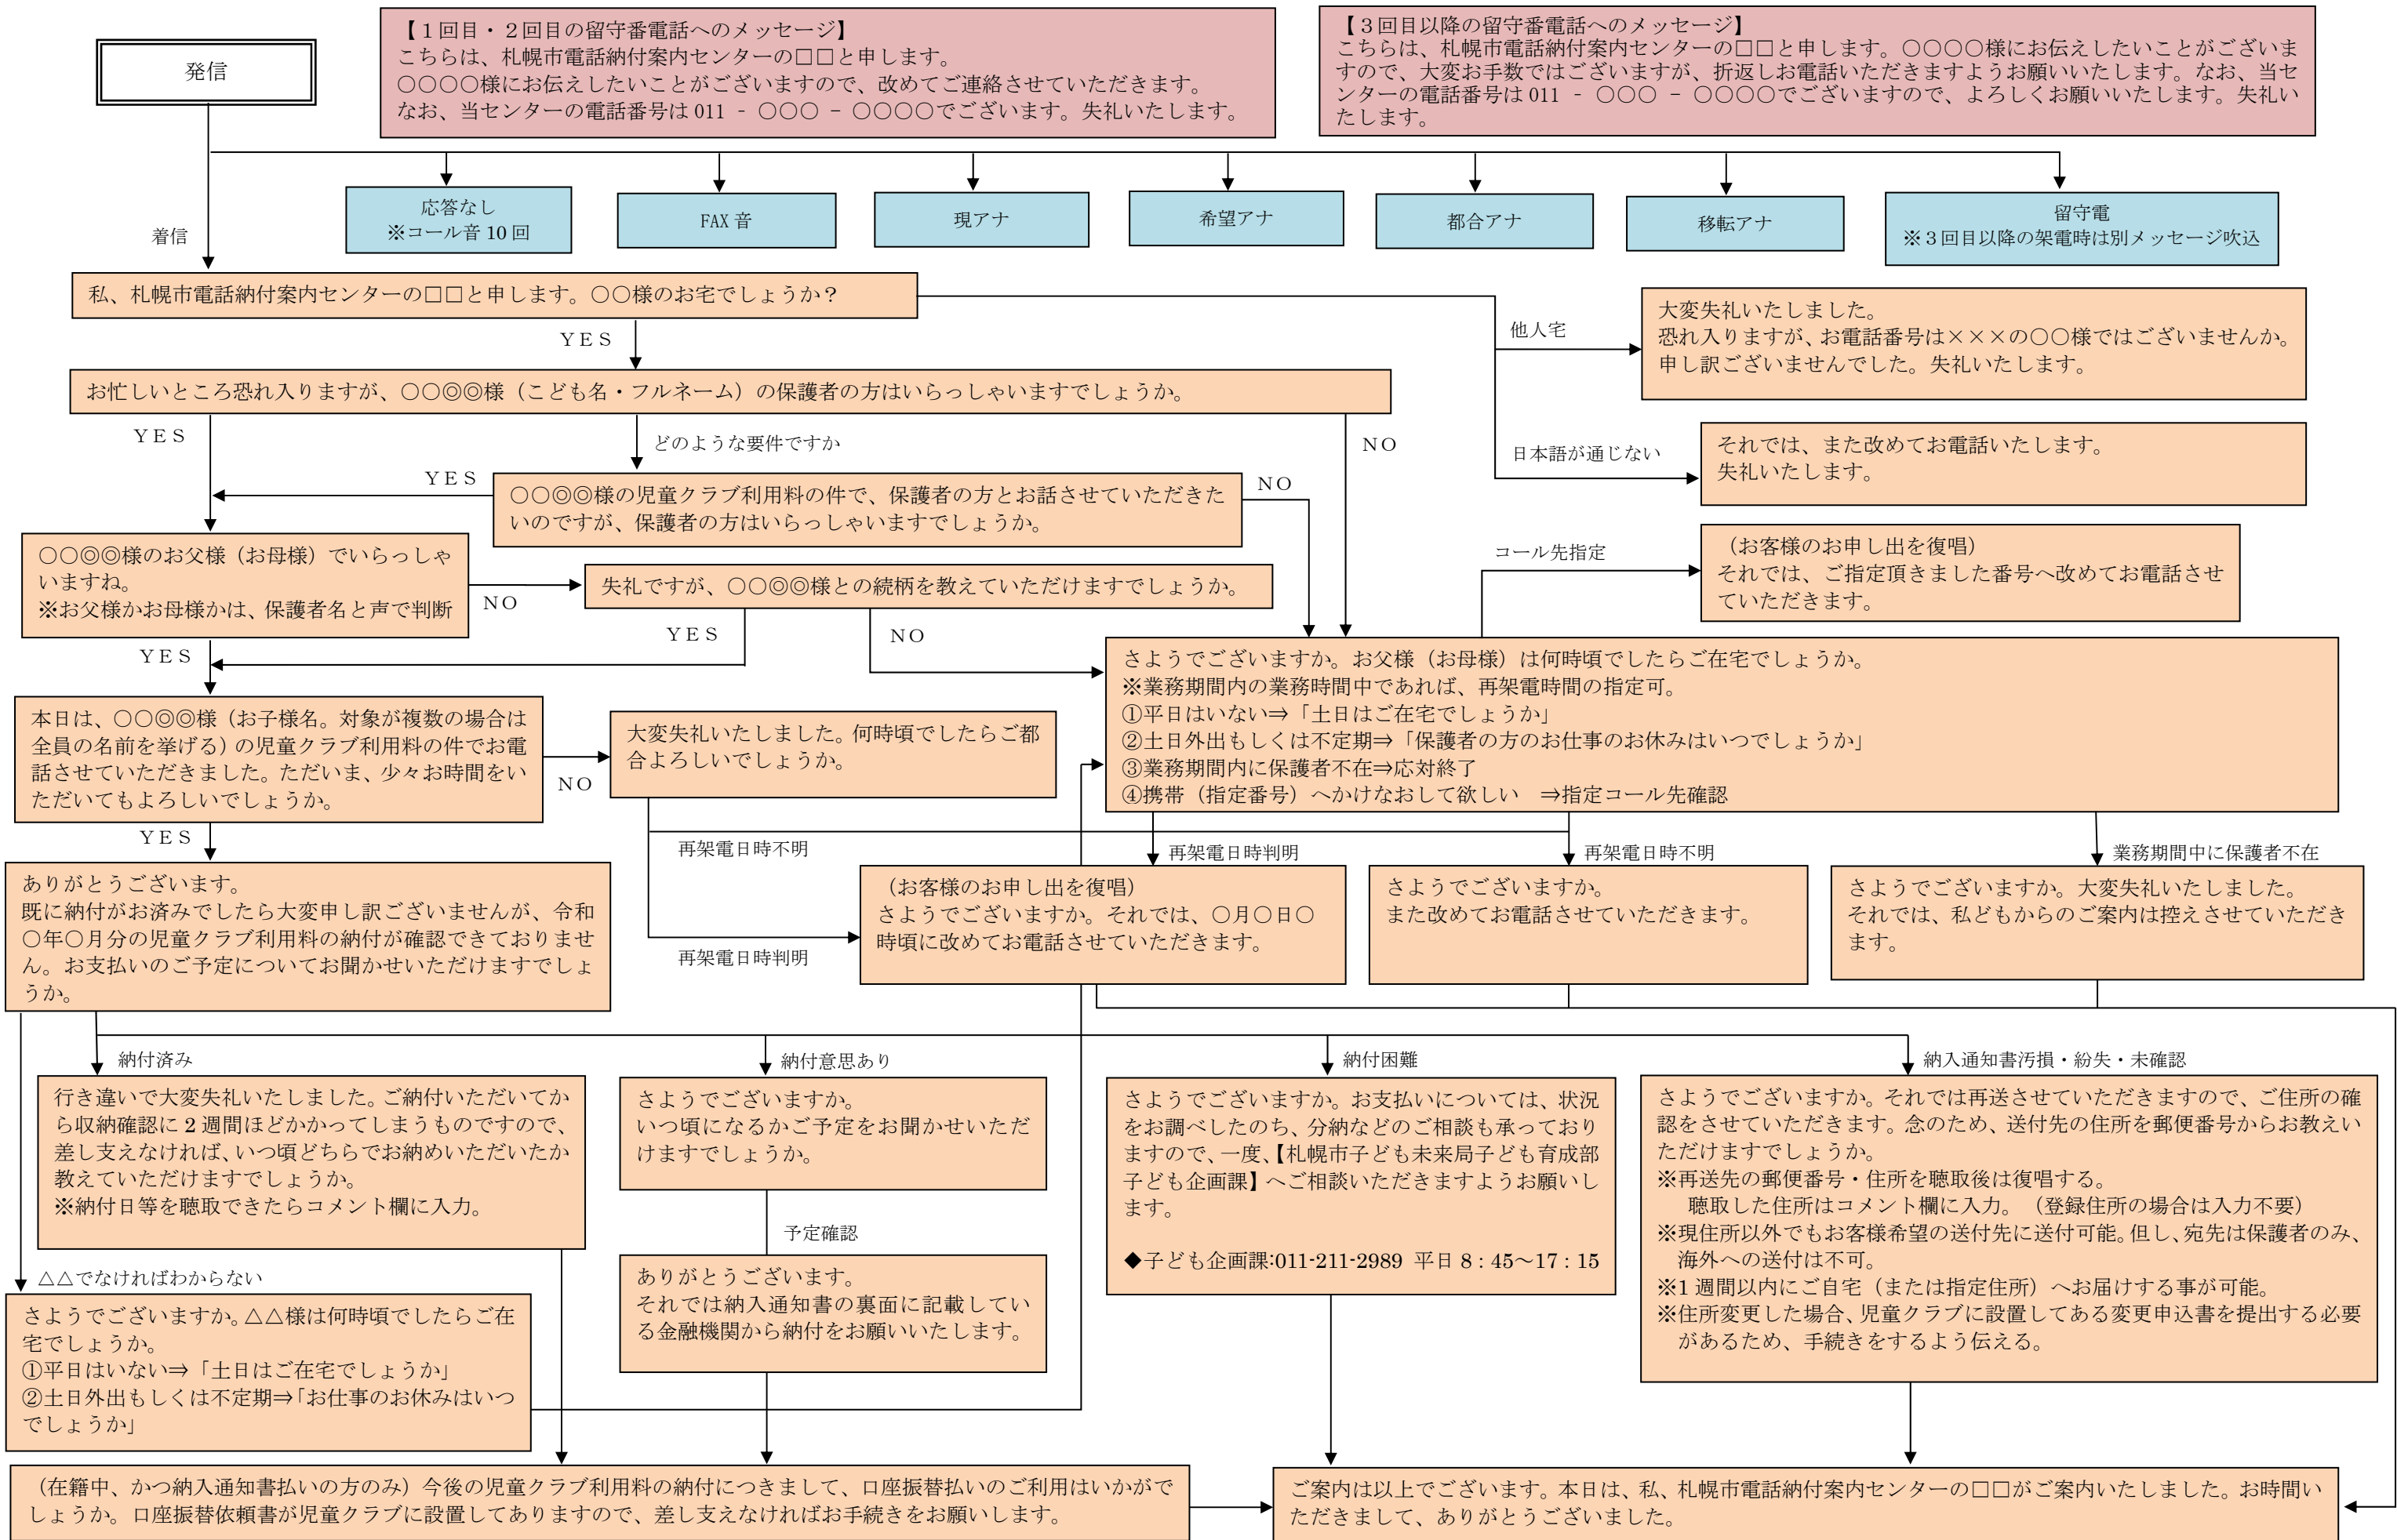 【１回目・２回目の留守番電話へのメッセージ】
こちらは、札幌市電話納付案内センターの□□と申します。
○○○○様にお伝えしたいことがございますので、改めてご連絡させていただきます。
なお、当センターの電話番号は 011 - ○○○ - ○○○○でございます。失礼いたします。
【３回目以降の留守番電話へのメッセージ】
こちらは、札幌市電話納付案内センターの□□と申します。○○○○様にお伝えしたいことがございま
すので、大変お手数ではございますが、折返しお電話いただきますようお願いいたします。なお、当セ
ンターの電話番号は 011 - ○○○ - ○○○○でございますので、よろしくお願いいたします。失礼い
たします。
発信
応答なし
※コール音 10 回
FAX 音
現アナ
希望アナ
都合アナ
移転アナ
留守電
※３回目以降の架電時は別メッセージ吹込
着信
私、札幌市電話納付案内センターの□□と申します。○○様のお宅でしょうか？
ＹＥＳ
他人宅
大変失礼いたしました。
恐れ入りますが、お電話番号は×××の○○様ではございませんか。
申し訳ございませんでした。失礼いたします。
お忙しいところ恐れ入りますが、○○◎◎様（こども名・フルネーム）の保護者の方はいらっしゃいますでしょうか。
ＹＥＳ
どのような要件ですか
ＮＯ
日本語が通じない
それでは、また改めてお電話いたします。
失礼いたします。
ＹＥＳ
○○◎◎様の児童クラブ利用料の件で、保護者の方とお話させていただきた
いのですが、保護者の方はいらっしゃいますでしょうか。
ＮＯ
○○◎◎様のお父様（お母様）でいらっしゃ
いますね。
※お父様かお母様かは、保護者名と声で判断
ＮＯ
失礼ですが、○○◎◎様との続柄を教えていただけますでしょうか。
コール先指定
（お客様のお申し出を復唱）
それでは、ご指定頂きました番号へ改めてお電話させ
ていただきます。
ＹＥＳ
ＹＥＳ
ＮＯ
さようでございますか。お父様（お母様）は何時頃でしたらご在宅でしょうか。
※業務期間内の業務時間中であれば、再架電時間の指定可。
①平日はいない⇒「土日はご在宅でしょうか」
②土日外出もしくは不定期⇒「保護者の方のお仕事のお休みはいつでしょうか」
③業務期間内に保護者不在⇒応対終了
④携帯（指定番号）へかけなおして欲しい　⇒指定コール先確認
本日は、○○◎◎様（お子様名。対象が複数の場合は
全員の名前を挙げる）の児童クラブ利用料の件でお電
話させていただきました。ただいま、少々お時間をい
ただいてもよろしいでしょうか。
ＮＯ
大変失礼いたしました。何時頃でしたらご都
合よろしいでしょうか。
ＹＥＳ
再架電日時不明
再架電日時判明
再架電日時不明
業務期間中に保護者不在
ありがとうございます。
既に納付がお済みでしたら大変申し訳ございませんが、令和
○年○月分の児童クラブ利用料の納付が確認できておりませ
ん。お支払いのご予定についてお聞かせいただけますでしょ
うか。
再架電日時判明
（お客様のお申し出を復唱）
さようでございますか。それでは、○月○日○
時頃に改めてお電話させていただきます。
さようでございますか。
また改めてお電話させていただきます。
さようでございますか。大変失礼いたしました。
それでは、私どもからのご案内は控えさせていただき
ます。
納付済み
納付意思あり
納付困難
納入通知書汚損・紛失・未確認
行き違いで大変失礼いたしました。ご納付いただいてか
ら収納確認に 2 週間ほどかかってしまうものですので、
差し支えなければ、いつ頃どちらでお納めいただいたか
教えていただけますでしょうか。
※納付日等を聴取できたらコメント欄に入力。
さようでございますか。
いつ頃になるかご予定をお聞かせいただ
けますでしょうか。
予定確認
ありがとうございます。
それでは納入通知書の裏面に記載してい
る金融機関から納付をお願いいたします。
さようでございますか。お支払いについては、状況
をお調べしたのち、分納などのご相談も承っており
ますので、一度、【札幌市子ども未来局子ども育成部
子ども企画課】へご相談いただきますようお願いし
ます。
◆子ども企画課:011-211-2989 平日 8：45～17：15
さようでございますか。それでは再送させていただきますので、ご住所の確
認をさせていただきます。念のため、送付先の住所を郵便番号からお教えい
ただけますでしょうか。
※再送先の郵便番号・住所を聴取後は復唱する。
聴取した住所はコメント欄に入力。（登録住所の場合は入力不要）
※現住所以外でもお客様希望の送付先に送付可能。但し、宛先は保護者のみ、
海外への送付は不可。
※1 週間以内にご自宅（または指定住所）へお届けする事が可能。
※住所変更した場合、児童クラブに設置してある変更申込書を提出する必要
があるため、手続きをするよう伝える。
△△でなければわからない
さようでございますか。△△様は何時頃でしたらご在
宅でしょうか。
①平日はいない⇒「土日はご在宅でしょうか」
②土日外出もしくは不定期⇒「お仕事のお休みはいつ
でしょうか」
（在籍中、かつ納入通知書払いの方のみ）今後の児童クラブ利用料の納付につきまして、口座振替払いのご利用はいかがで
しょうか。口座振替依頼書が児童クラブに設置してありますので、差し支えなければお手続きをお願いします。
ご案内は以上でございます。本日は、私、札幌市電話納付案内センターの□□がご案内いたしました。お時間い
ただきまして、ありがとうございました。